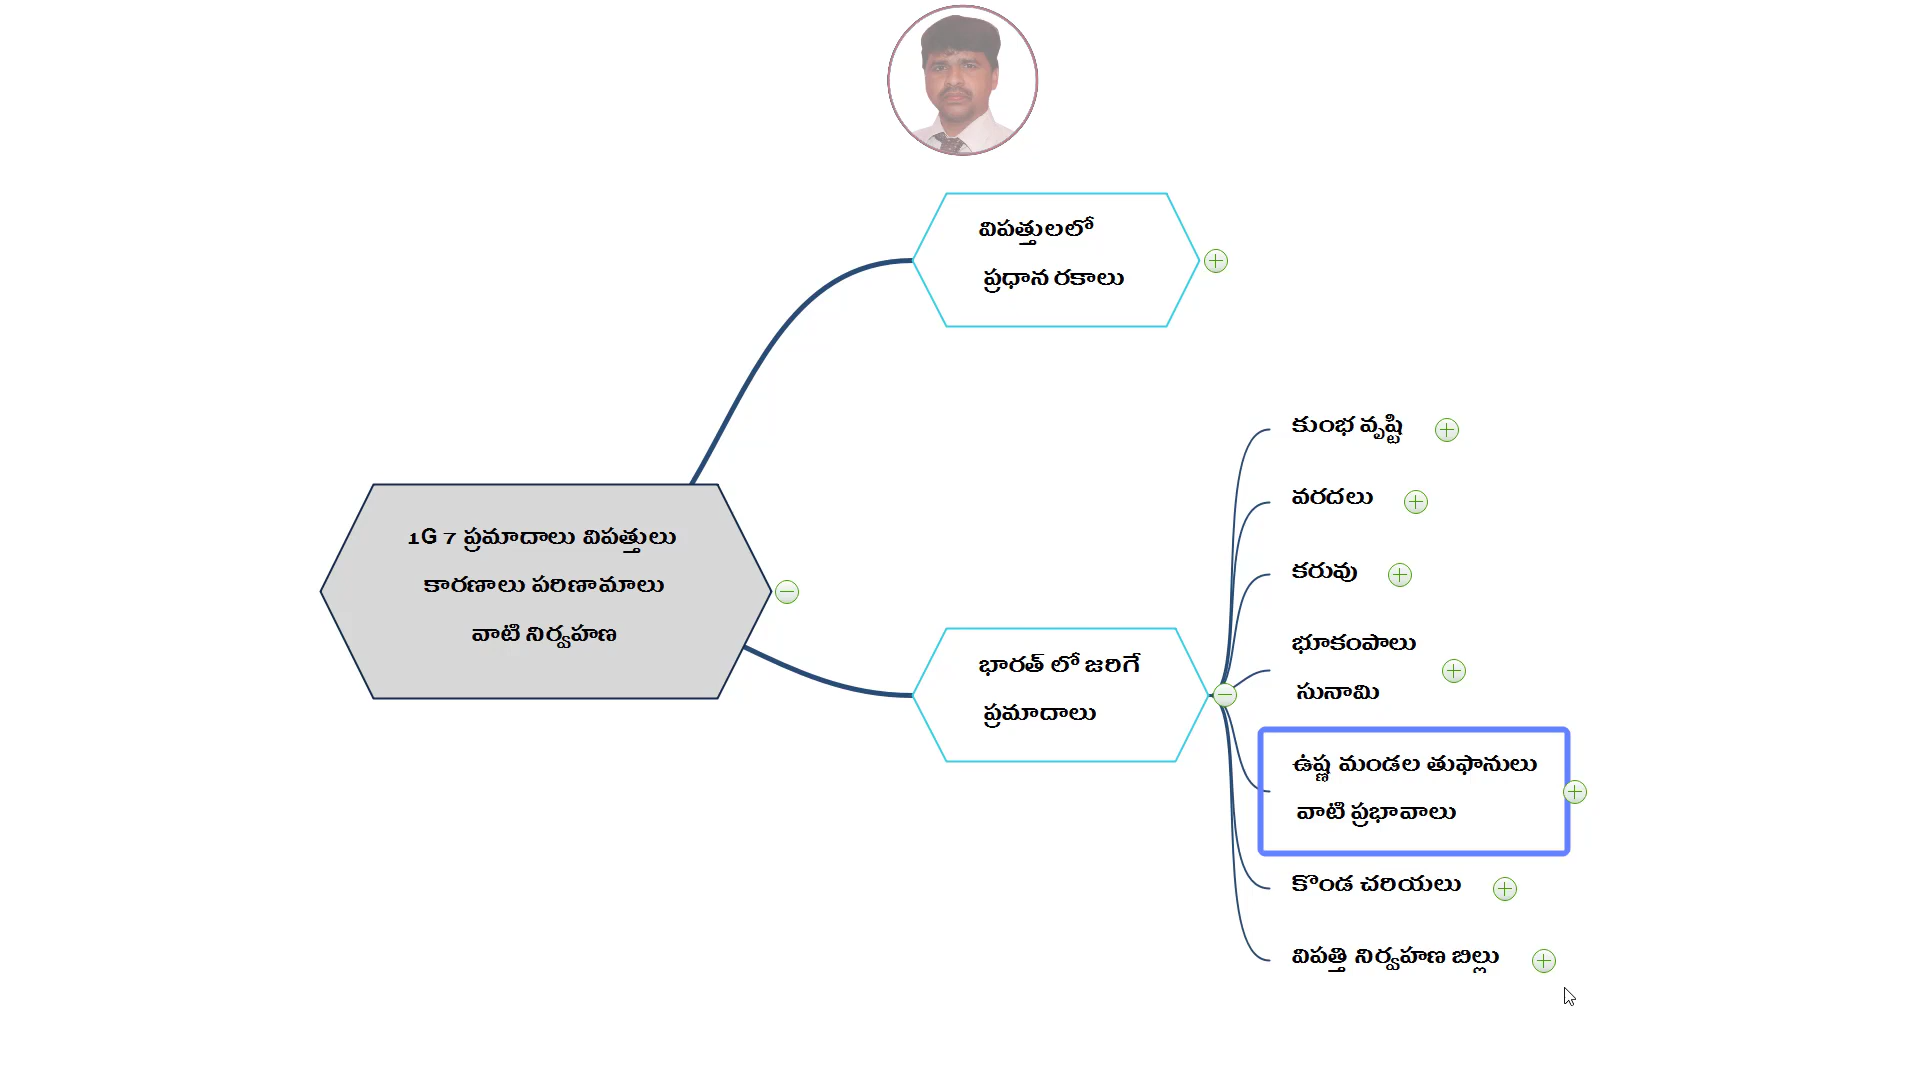 విపత్తులలో
ప్రధాన రకాలు
1G 7 ప్రమాదాలు విపత్తులు
కారణాలు పరిణామాలు
వాటి నిర్వహణ
భారత్ లో జరిగే
ప్రమాదాలు
కుంభ వృష్టి
వరదలు
కరువు
భూకంపాలు
సునామి
ఉష్ణ మండల తుఫానులు
వాటి ప్రభావాలు
కొండ చరియలు
విపత్తి నిర్వహణ బిల్లు